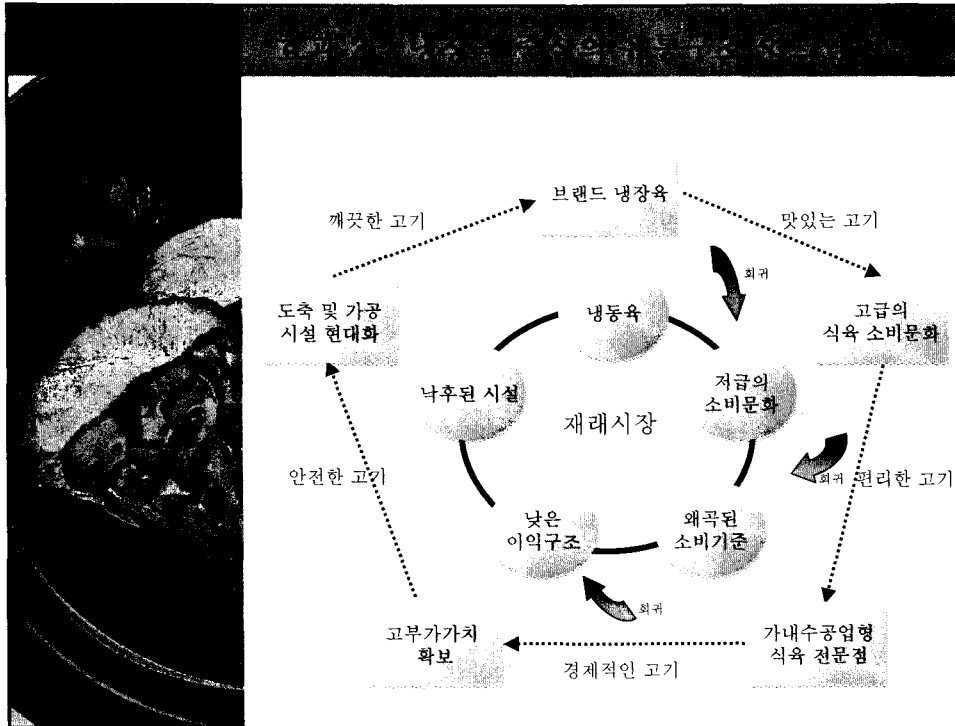 브랜드 냉장육
깨끗한 고기
맛있는 고기
회귀
도축 및 가공
시설 현대화
냉동육
고급의
식육 소비문화
낙후된 시설
저급의
소비문화
재래시장
안전한 고기
회귀 편리한 고기
낮은
이익구조
왜곡된
소비기준
회귀
고부가가치
확보
가내수공업형
식육 전문점
경제적인 고기